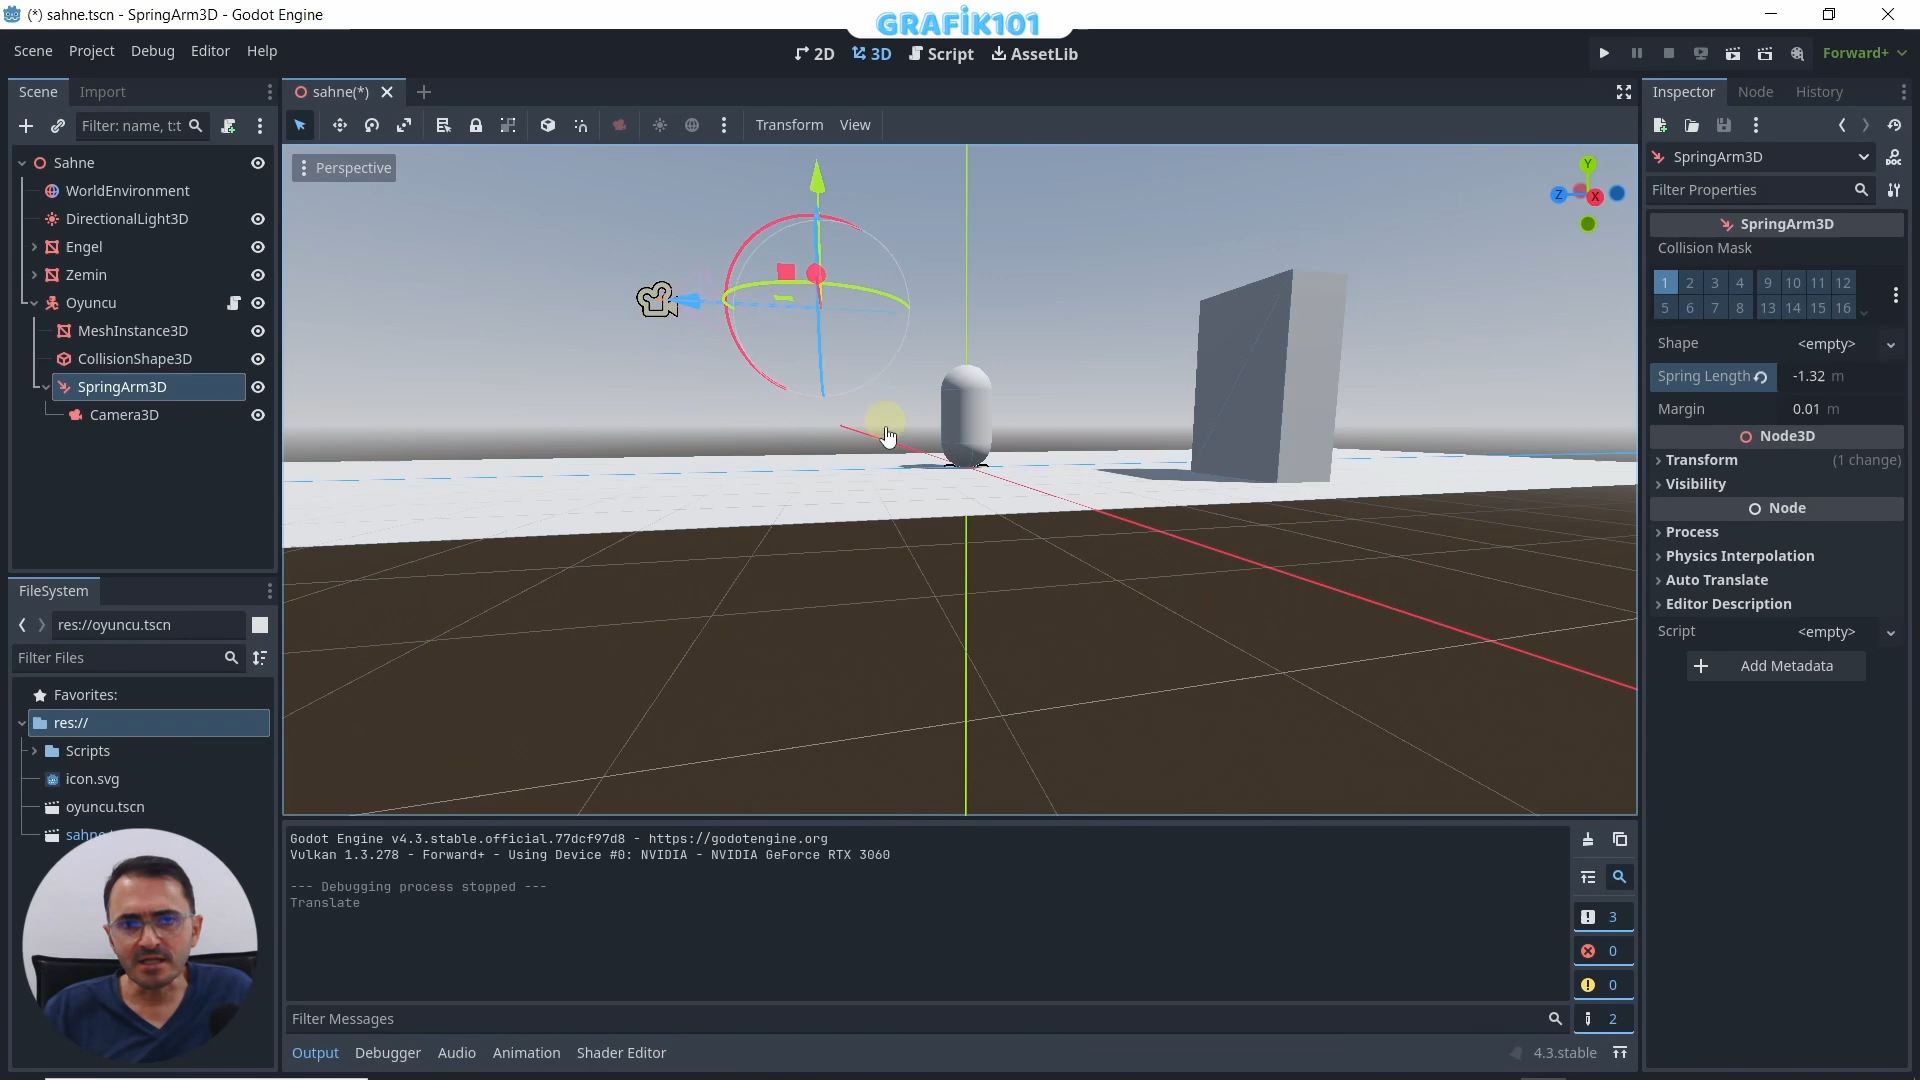 (*) sahne.tscn - SpringArm3D - Godot Engine
GRAFİK101
Scene Project Debug Editor Help
2D 3D Script AssetLib
Forward+
Scene Import
sahne(*)
Inspector Node History
Filter: name, t:t
Transform View
Sahne
WorldEnvironment
DirectionalLight3D
Engel
Zemin
Oyuncu
MeshInstance3D
CollisionShape3D
SpringArm3D
Camera3D
Perspective
Y
Z
X
SpringArm3D
Filter Properties
SpringArm3D
Collision Mask
1 2 3 4 9 10 11 12
5 6 7 8 13 14 15 16
Shape <empty>
Spring Length -1.32 m
Margin 0.01 m
Node3D
Transform (1 change)
Visibility
Node
Process
Physics Interpolation
Auto Translate
Editor Description
Script <empty>
Add Metadata
FileSystem
res://oyuncu.tscn
Filter Files
Favorites:
res://
Scripts
icon.svg
oyuncu.tscn
Godot Engine v4.3.stable.official.77dcf97d8 - https://godotengine.org
Vulkan 1.3.278 - Forward+ - Using Device #0: NVIDIA - NVIDIA GeForce RTX 3060
--- Debugging process stopped ---
Translate
3
0
0
2
Filter Messages
Output Debugger Audio Animation Shader Editor
4.3.stable